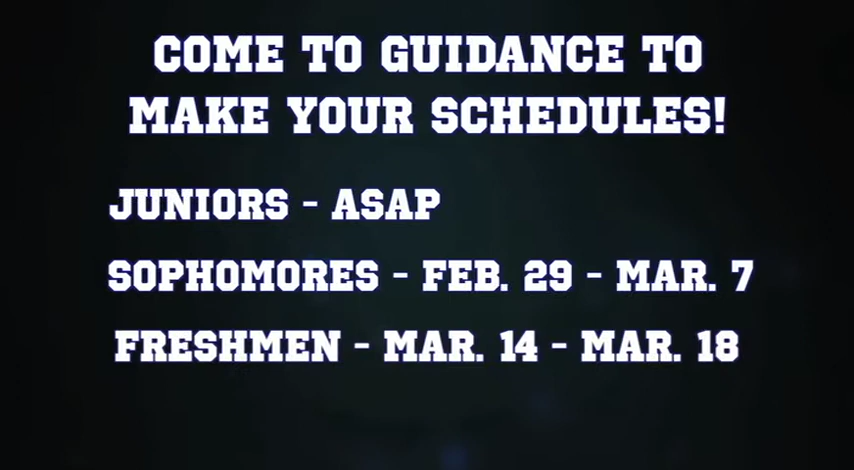 COME TO GUIDANCE TO
MAKE YOUR SCHEDULES!
JUNIORS - ASAP
SOPHOMORES - FEB. 29 - MAR. 7
FRESHMEN - MAR. 14 - MAR. 18